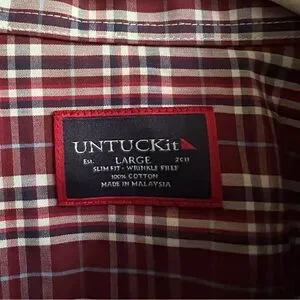 UNTUCKit
Est. LARGE 2011
SLIM FIT - WRINKLE FREE
100% COTTON
MADE IN MALAYSIA